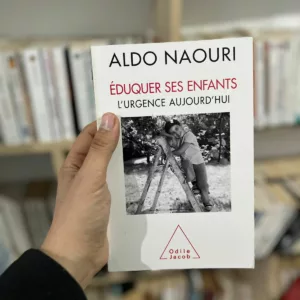 ALDO NAOURI
ÉDUQUER SES ENFANTS
L'URGENCE AUJOURD'HUI
Odile
Jacob